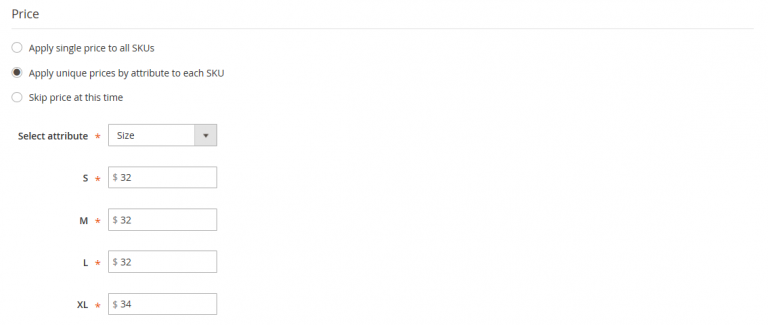 Price
Apply single price to all SKUs
Apply unique prices by attribute to each SKU
Skip price at this time
Select attribute * Size
S * $ 32
M * $ 32
L * $ 32
XL * $ 34